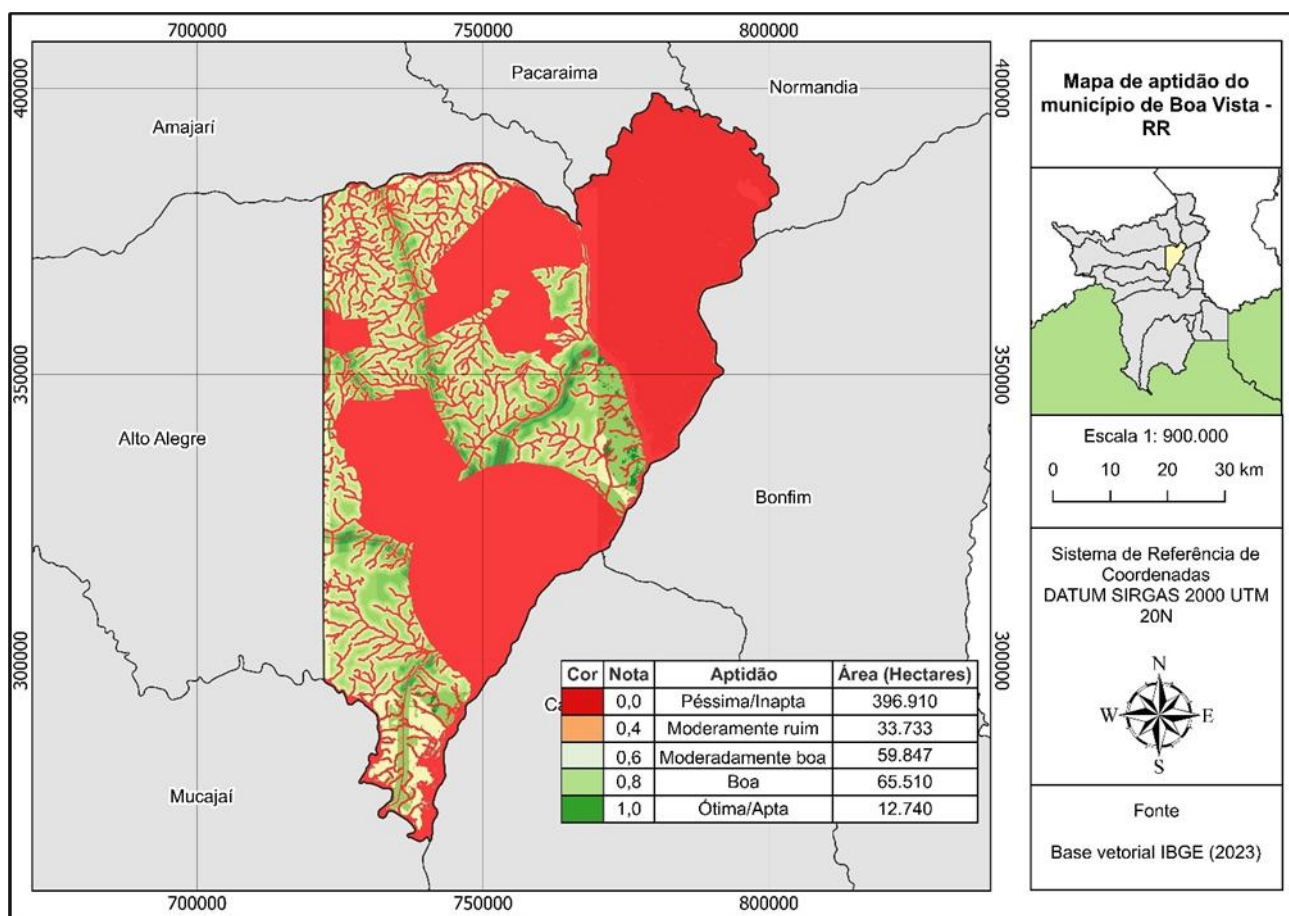 700000
750000
800000
400000
400000
Pacaraima
Normandia
Amajarí
350000
350000
Alto Alegre
Bonfim
300000
300000
Mucajaí
Ca
Cor Nota Aptidão Área (Hectares)
0,0 Péssima/Inapta 396.910
0,4 Moderamente ruim 33.733
0,6 Moderadamente boa 59.847
0,8 Boa 65.510
1,0 Ótima/Apta 12.740
700000
750000
800000
Mapa de aptidão do
município de Boa Vista -
RR
Escala 1: 900.000
0 10 20 30 km
Sistema de Referência de
Coordenadas
DATUM SIRGAS 2000 UTM
20N
N
W E
S
Fonte
Base vetorial IBGE (2023)